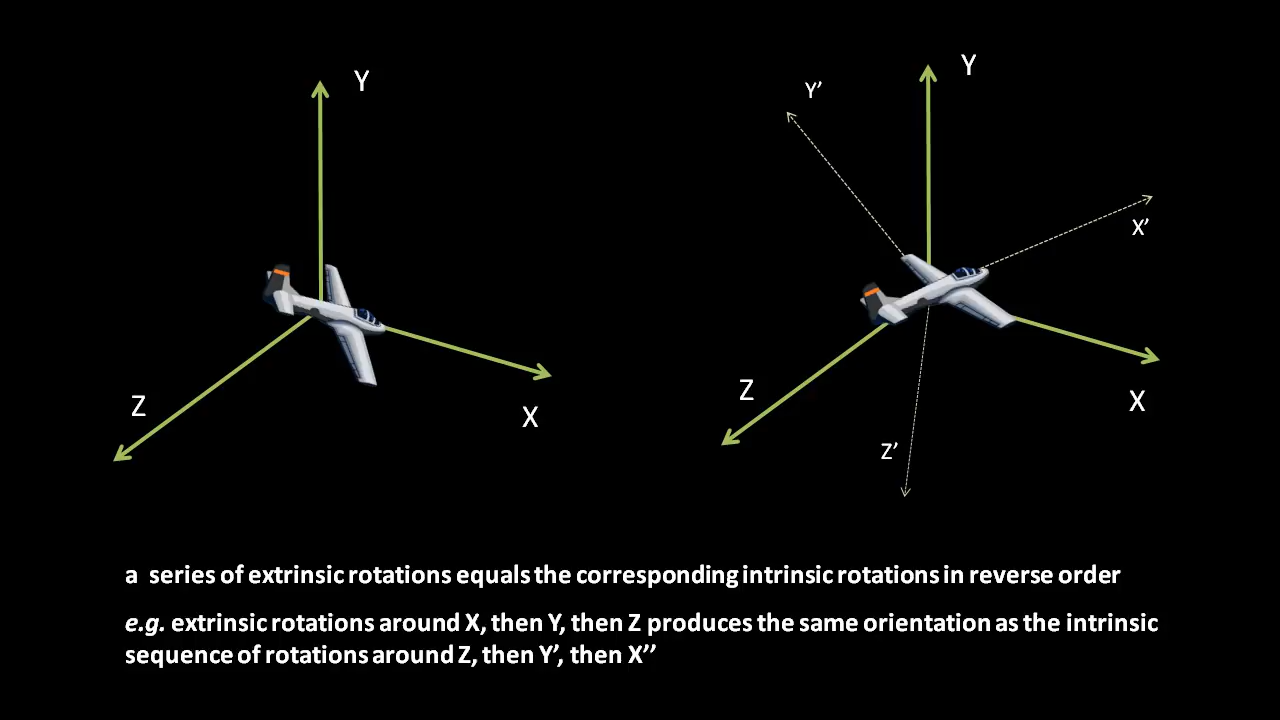 Y
Y
Y’
X’
Z
X
Z
X
Z’
a series of extrinsic rotations equals the corresponding intrinsic rotations in reverse order
e.g. extrinsic rotations around X, then Y, then Z produces the same orientation as the intrinsic
sequence of rotations around Z, then Y’, then X’’